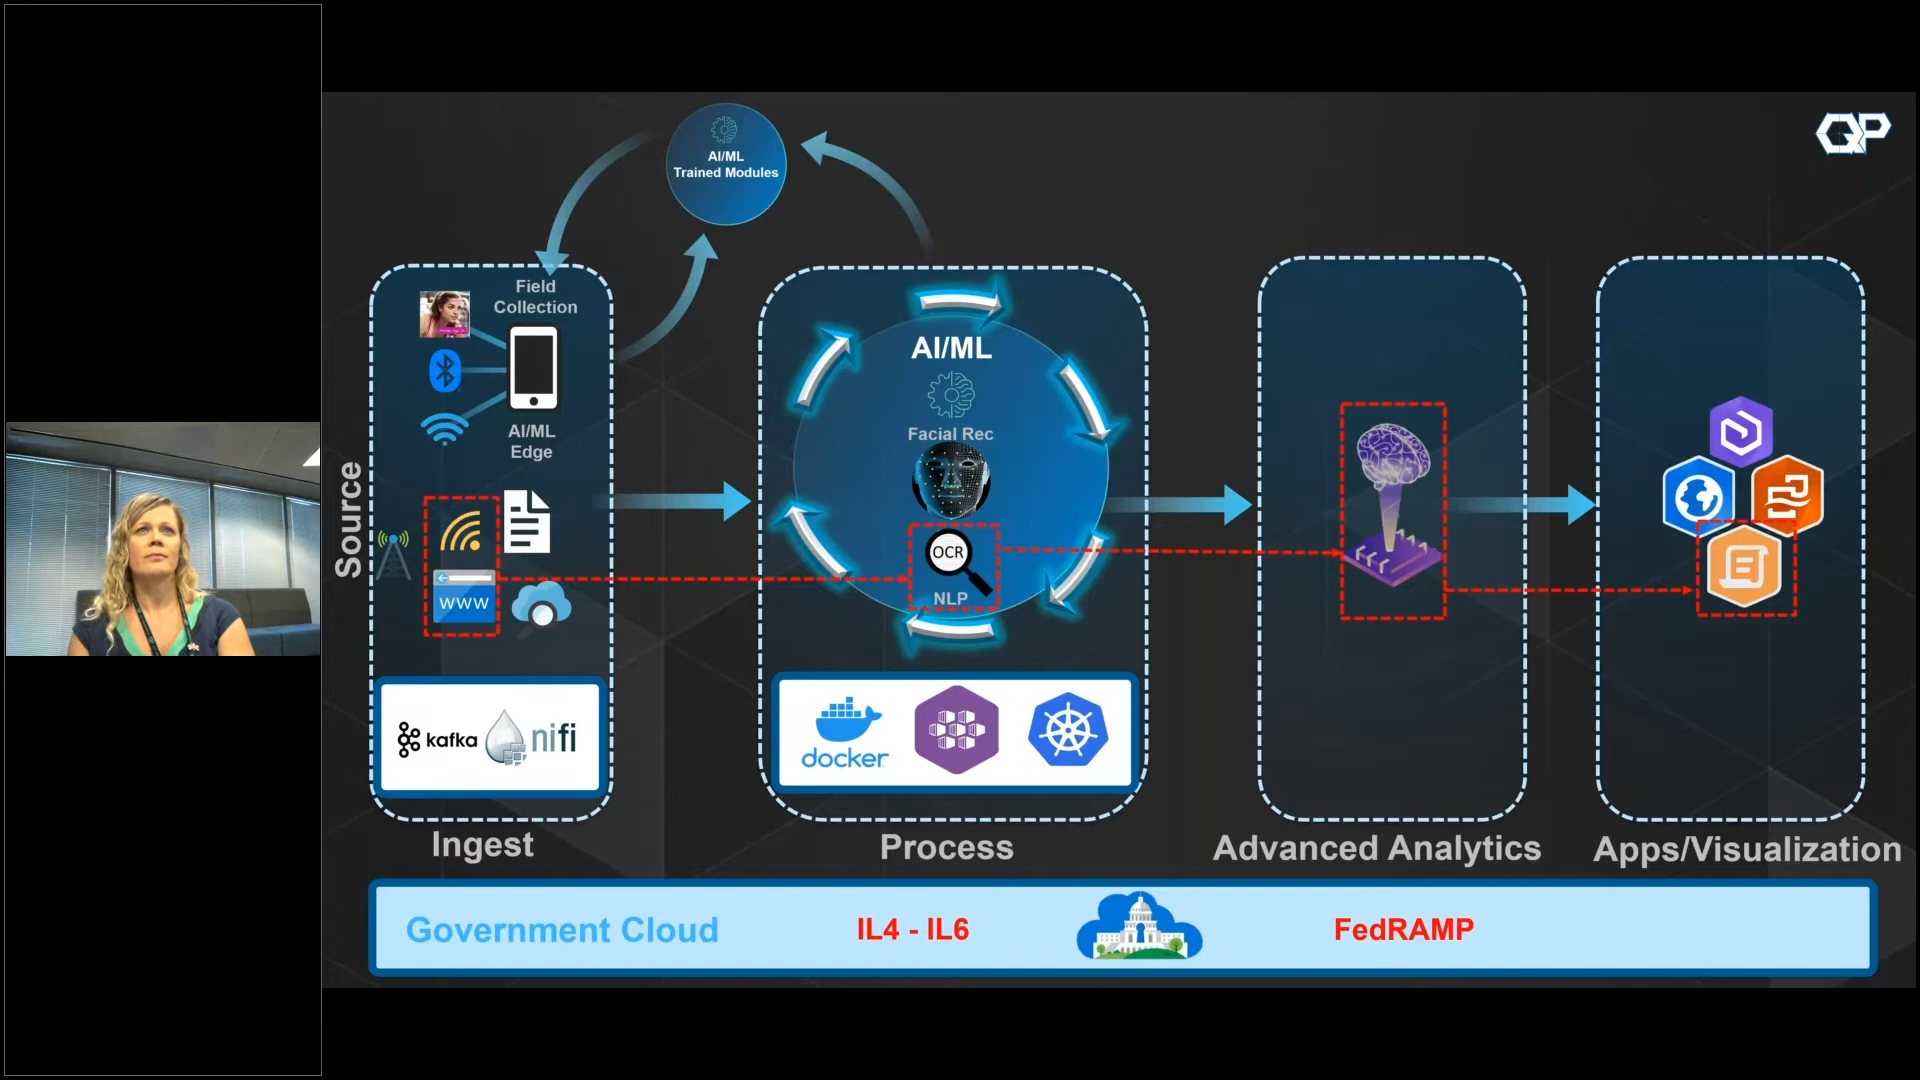 QP
AI/ML
Trained Modules
Field
Collection
AI/ML
Edge
Source
www
kafka
nifi
Ingest
AI/ML
Facial Rec
OCR
NLP
docker
Process
Advanced Analytics
Apps/Visualization
Government Cloud
IL4 - IL6
FedRAMP